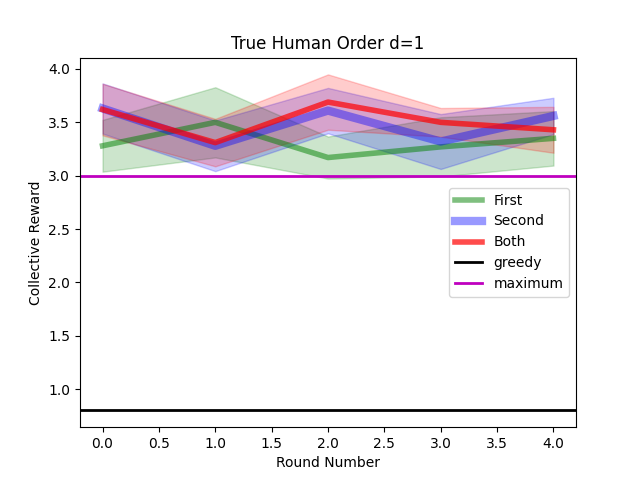 True Human Order d=1
Collective Reward
4.0
3.5
3.0
2.5
2.0
1.5
1.0
First
Second
Both
greedy
maximum
0.0 0.5 1.0 1.5 2.0 2.5 3.0 3.5 4.0
Round Number